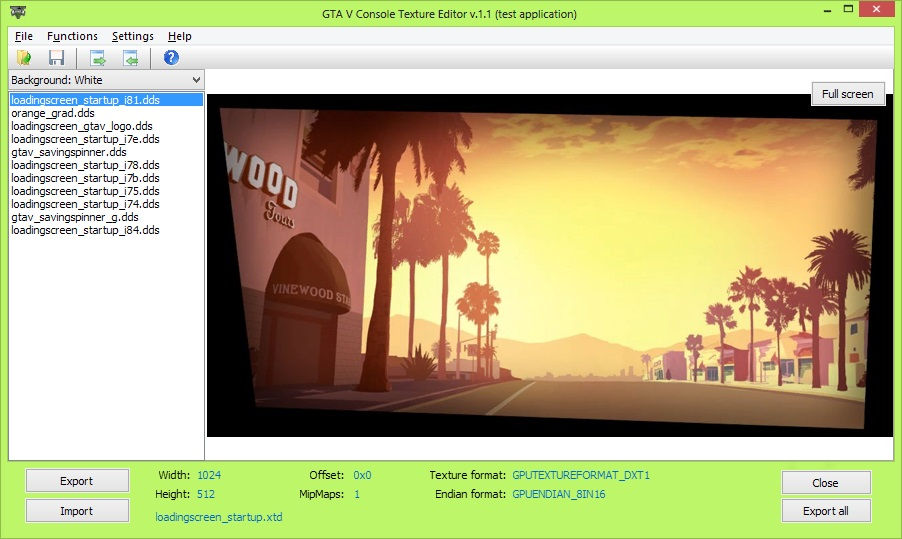 GTA V Console Texture Editor v.1.1 (test application)
File Functions Settings Help
Background: White
Full screen
loadingscreen_startup_i81.dds
orange_grad.dds
loadingscreen_gtav_logo.dds
loadingscreen_startup_i7e.dds
gtav_savingspinner.dds
loadingscreen_startup_i78.dds
loadingscreen_startup_i7b.dds
loadingscreen_startup_i75.dds
loadingscreen_startup_i74.dds
gtav_savingspinner_g.dds
loadingscreen_startup_i84.dds
WOOD
Tours
VINEWOOD STA
Export
Width: 1024 Offset: 0x0 Texture format: GPUTEXTUREFORMAT_DXT1
Close
Height: 512 MipMaps: 1 Endian format: GPUENDIAN_8IN16
Import
loadingscreen_startup.xtd
Export all